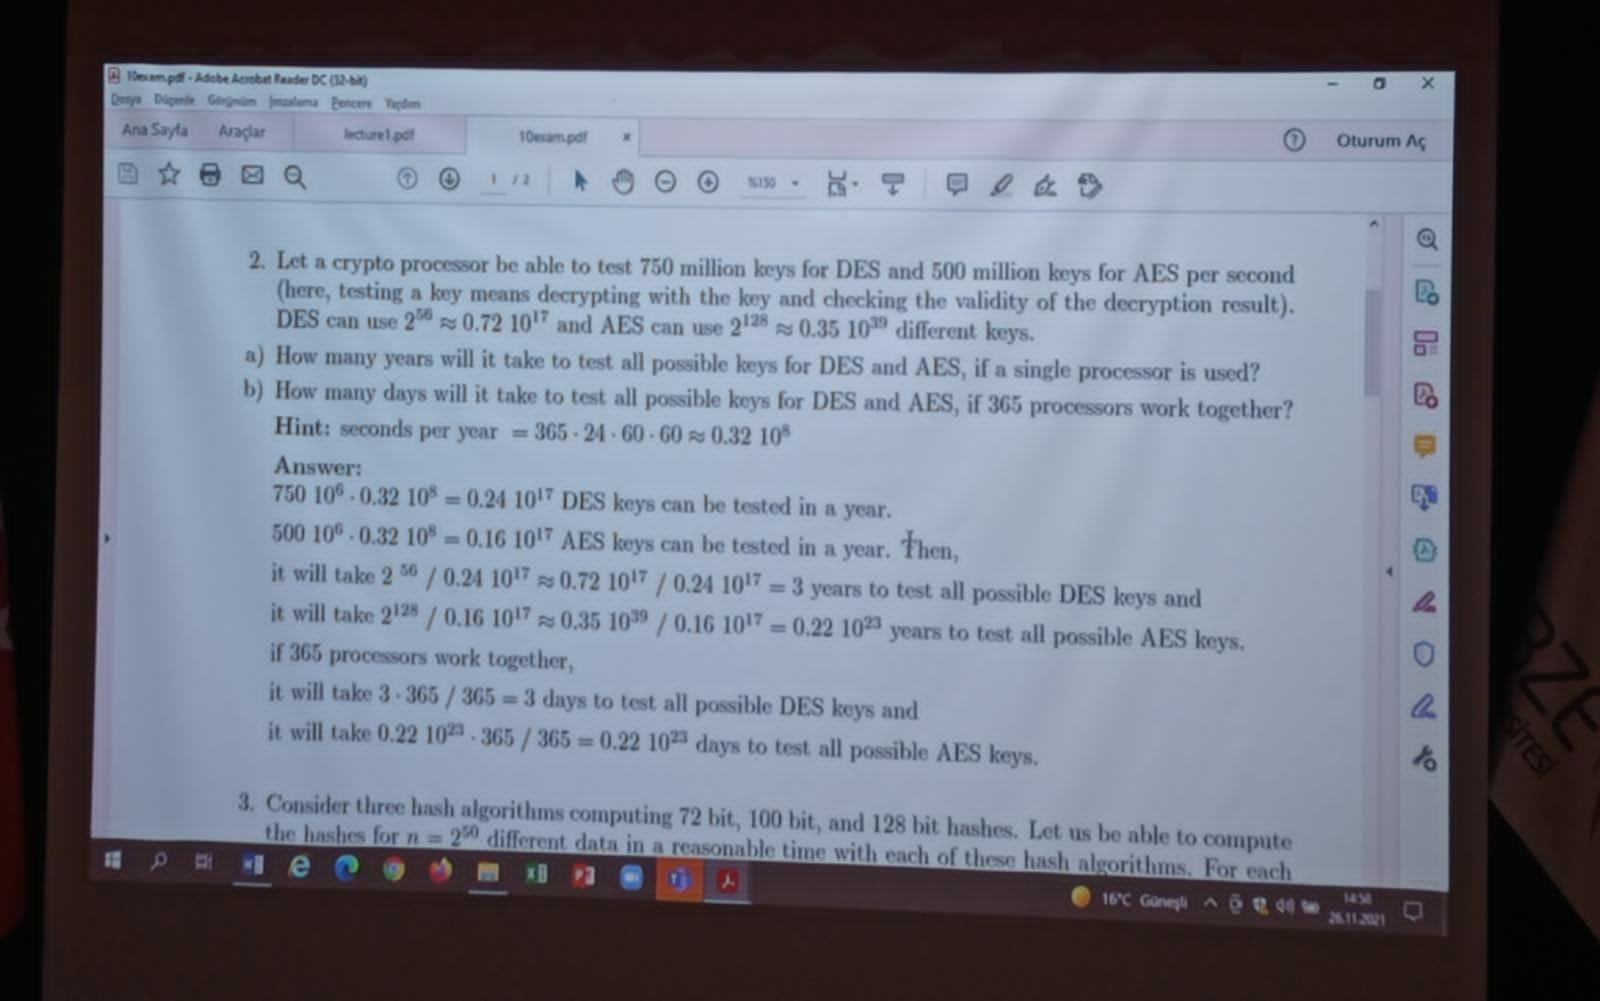 10exam.pdf - Adobe Acrobat Reader DC (32-bit)
Dosya Düzenle Görünüm İmzalama Pencere Yardım
Ana Sayfa Araçlar lecture1.pdf 10exam.pdf × Oturum Aç
1 / 2 %150
2. Let a crypto processor be able to test 750 million keys for DES and 500 million keys for AES per second
(here, testing a key means decrypting with the key and checking the validity of the decryption result).
DES can use 2^56 ≈ 0.72 10^17 and AES can use 2^128 ≈ 0.35 10^39 different keys.
a) How many years will it take to test all possible keys for DES and AES, if a single processor is used?
b) How many days will it take to test all possible keys for DES and AES, if 365 processors work together?
Hint: seconds per year = 365 · 24 · 60 · 60 ≈ 0.32 10^8
Answer:
750 10^6 · 0.32 10^8 = 0.24 10^17 DES keys can be tested in a year.
500 10^6 · 0.32 10^8 = 0.16 10^17 AES keys can be tested in a year. Then,
it will take 2 ^56 / 0.24 10^17 ≈ 0.72 10^17 / 0.24 10^17 = 3 years to test all possible DES keys and
it will take 2^128 / 0.16 10^17 ≈ 0.35 10^39 / 0.16 10^17 = 0.22 10^23 years to test all possible AES keys.
if 365 processors work together,
it will take 3 · 365 / 365 = 3 days to test all possible DES keys and
it will take 0.22 10^23 · 365 / 365 = 0.22 10^23 days to test all possible AES keys.
3. Consider three hash algorithms computing 72 bit, 100 bit, and 128 bit hashes. Let us be able to compute
the hashes for n = 2^50 different data in a reasonable time with each of these hash algorithms. For each
16°C Güneşli
14:58
26.11.2021
SİTESİ